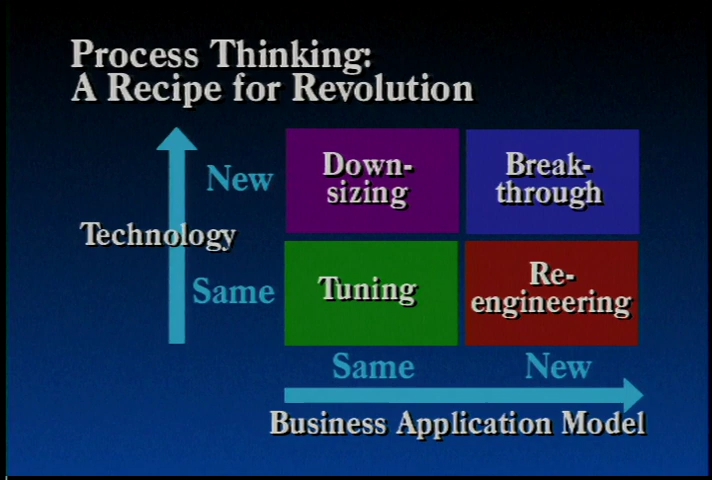 Process Thinking:
A Recipe for Revolution
New
Down-
sizing
Break-
through
Technology
Same
Tuning
Re-
engineering
Same
New
Business Application Model